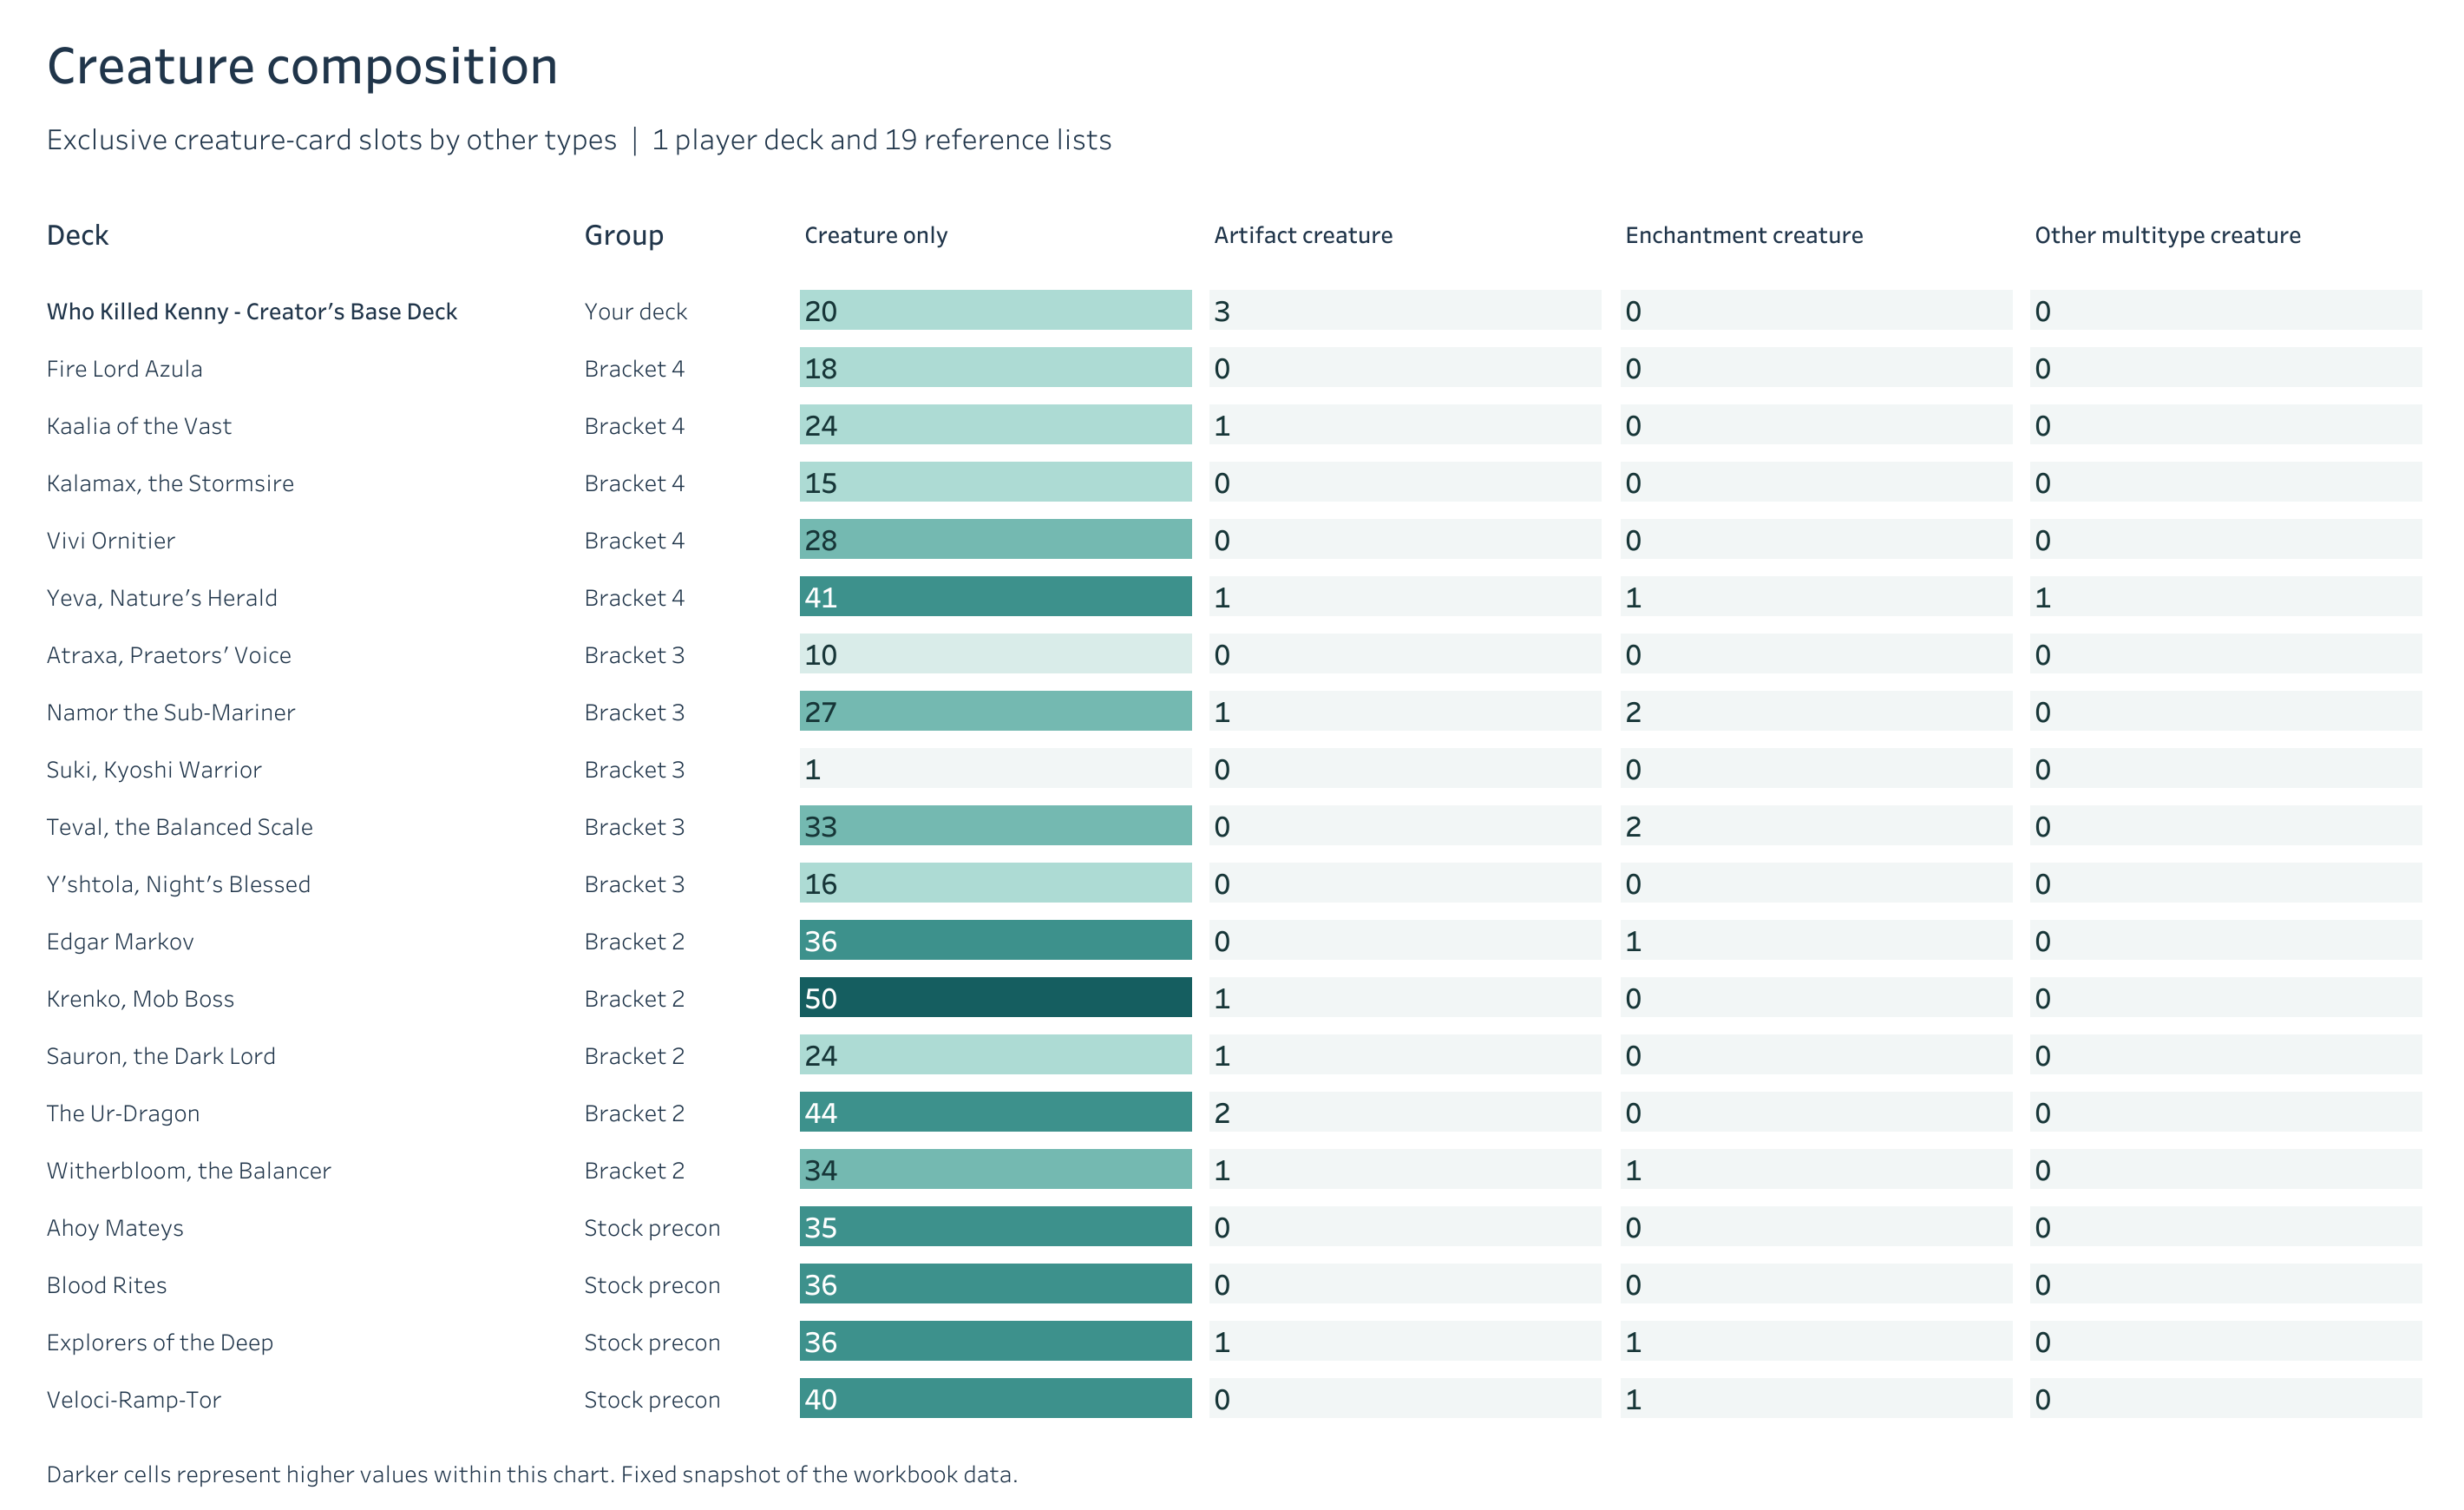 Creature composition
Exclusive creature-card slots by other types | 1 player deck and 19 reference lists
Deck Group Creature only Artifact creature Enchantment creature Other multitype creature
Who Killed Kenny - Creator’s Base Deck Your deck 20 3 0 0
Fire Lord Azula Bracket 4 18 0 0 0
Kaalia of the Vast Bracket 4 24 1 0 0
Kalamax, the Stormsire Bracket 4 15 0 0 0
Vivi Ornitier Bracket 4 28 0 0 0
Yeva, Nature’s Herald Bracket 4 41 1 1 1
Atraxa, Praetors’ Voice Bracket 3 10 0 0 0
Namor the Sub-Mariner Bracket 3 27 1 2 0
Suki, Kyoshi Warrior Bracket 3 1 0 0 0
Teval, the Balanced Scale Bracket 3 33 0 2 0
Y’shtola, Night’s Blessed Bracket 3 16 0 0 0
Edgar Markov Bracket 2 36 0 1 0
Krenko, Mob Boss Bracket 2 50 1 0 0
Sauron, the Dark Lord Bracket 2 24 1 0 0
The Ur-Dragon Bracket 2 44 2 0 0
Witherbloom, the Balancer Bracket 2 34 1 1 0
Ahoy Mateys Stock precon 35 0 0 0
Blood Rites Stock precon 36 0 0 0
Explorers of the Deep Stock precon 36 1 1 0
Veloci-Ramp-Tor Stock precon 40 0 1 0
Darker cells represent higher values within this chart. Fixed snapshot of the workbook data.